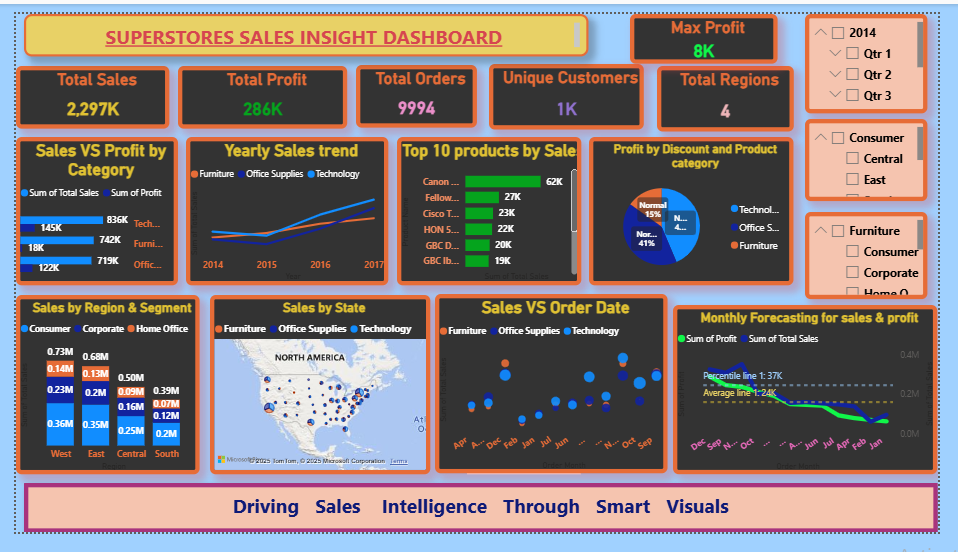 SUPERSTORES SALES INSIGHT DASHBOARD
Max Profit
8K
Total Sales
2,297K
Total Profit
286K
Total Orders
9994
Unique Customers
1K
Total Regions
4
2014
Qtr 1
Qtr 2
Qtr 3
Consumer
Central
East
Furniture
Consumer
Corporate
Home O
Sales VS Profit by
Category
Sum of Total Sales Sum of Profit
836K
145K
Tech...
742K
18K
Furni...
719K
122K
Offic...
Yearly Sales trend
Furniture Office Supplies Technology
2014 2015 2016 2017
Top 10 products by Sale
Canon ... 62K
Fellow... 27K
Cisco T... 23K
HON 5... 22K
GBC D... 20K
GBC Ib... 19K
Sum of Total Sales
Profit by Discount and Product
category
Normal
15%
N...
4...
Nor...
41%
Technol...
Office S...
Furniture
Sales by Region & Segment
Consumer Corporate Home Office
0.73M 0.68M 0.50M 0.39M
0.14M 0.13M 0.09M 0.07M
0.23M 0.2M 0.16M 0.12M
0.36M 0.35M 0.25M 0.2M
West East Central South
Sales by State
Furniture Office Supplies Technology
NORTH AMERICA
Microsoft
© 2025 TomTom, © 2025 Microsoft Corporation Terms
Sales VS Order Date
Furniture Office Supplies Technology
Apr A... Dec Feb Jan Jul Jun ... ... N... Oct Sep
Monthly Forecasting for sales & profit
Sum of Profit Sum of Total Sales
Percentile line 1: 37K
Average line 1: 24K
0.4M
0.2M
0.0M
Dec Sep N... Oct ... ... A... Jun Jul Apr Feb Jan
Driving Sales Intelligence Through Smart Visuals